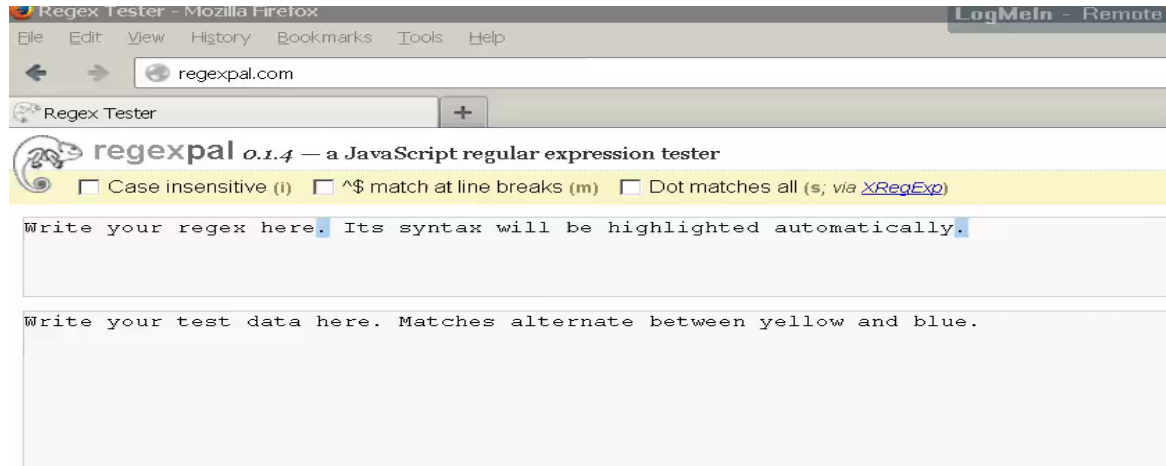 Regex Tester - Mozilla Firefox
LogMeIn - Remote
File Edit View History Bookmarks Tools Help
regexpal.com
Regex Tester +
regexpal 0.1.4 — a JavaScript regular expression tester
Case insensitive (i) ^$ match at line breaks (m) Dot matches all (s; via XRegExp)
Write your regex here. Its syntax will be highlighted automatically.
Write your test data here. Matches alternate between yellow and blue.